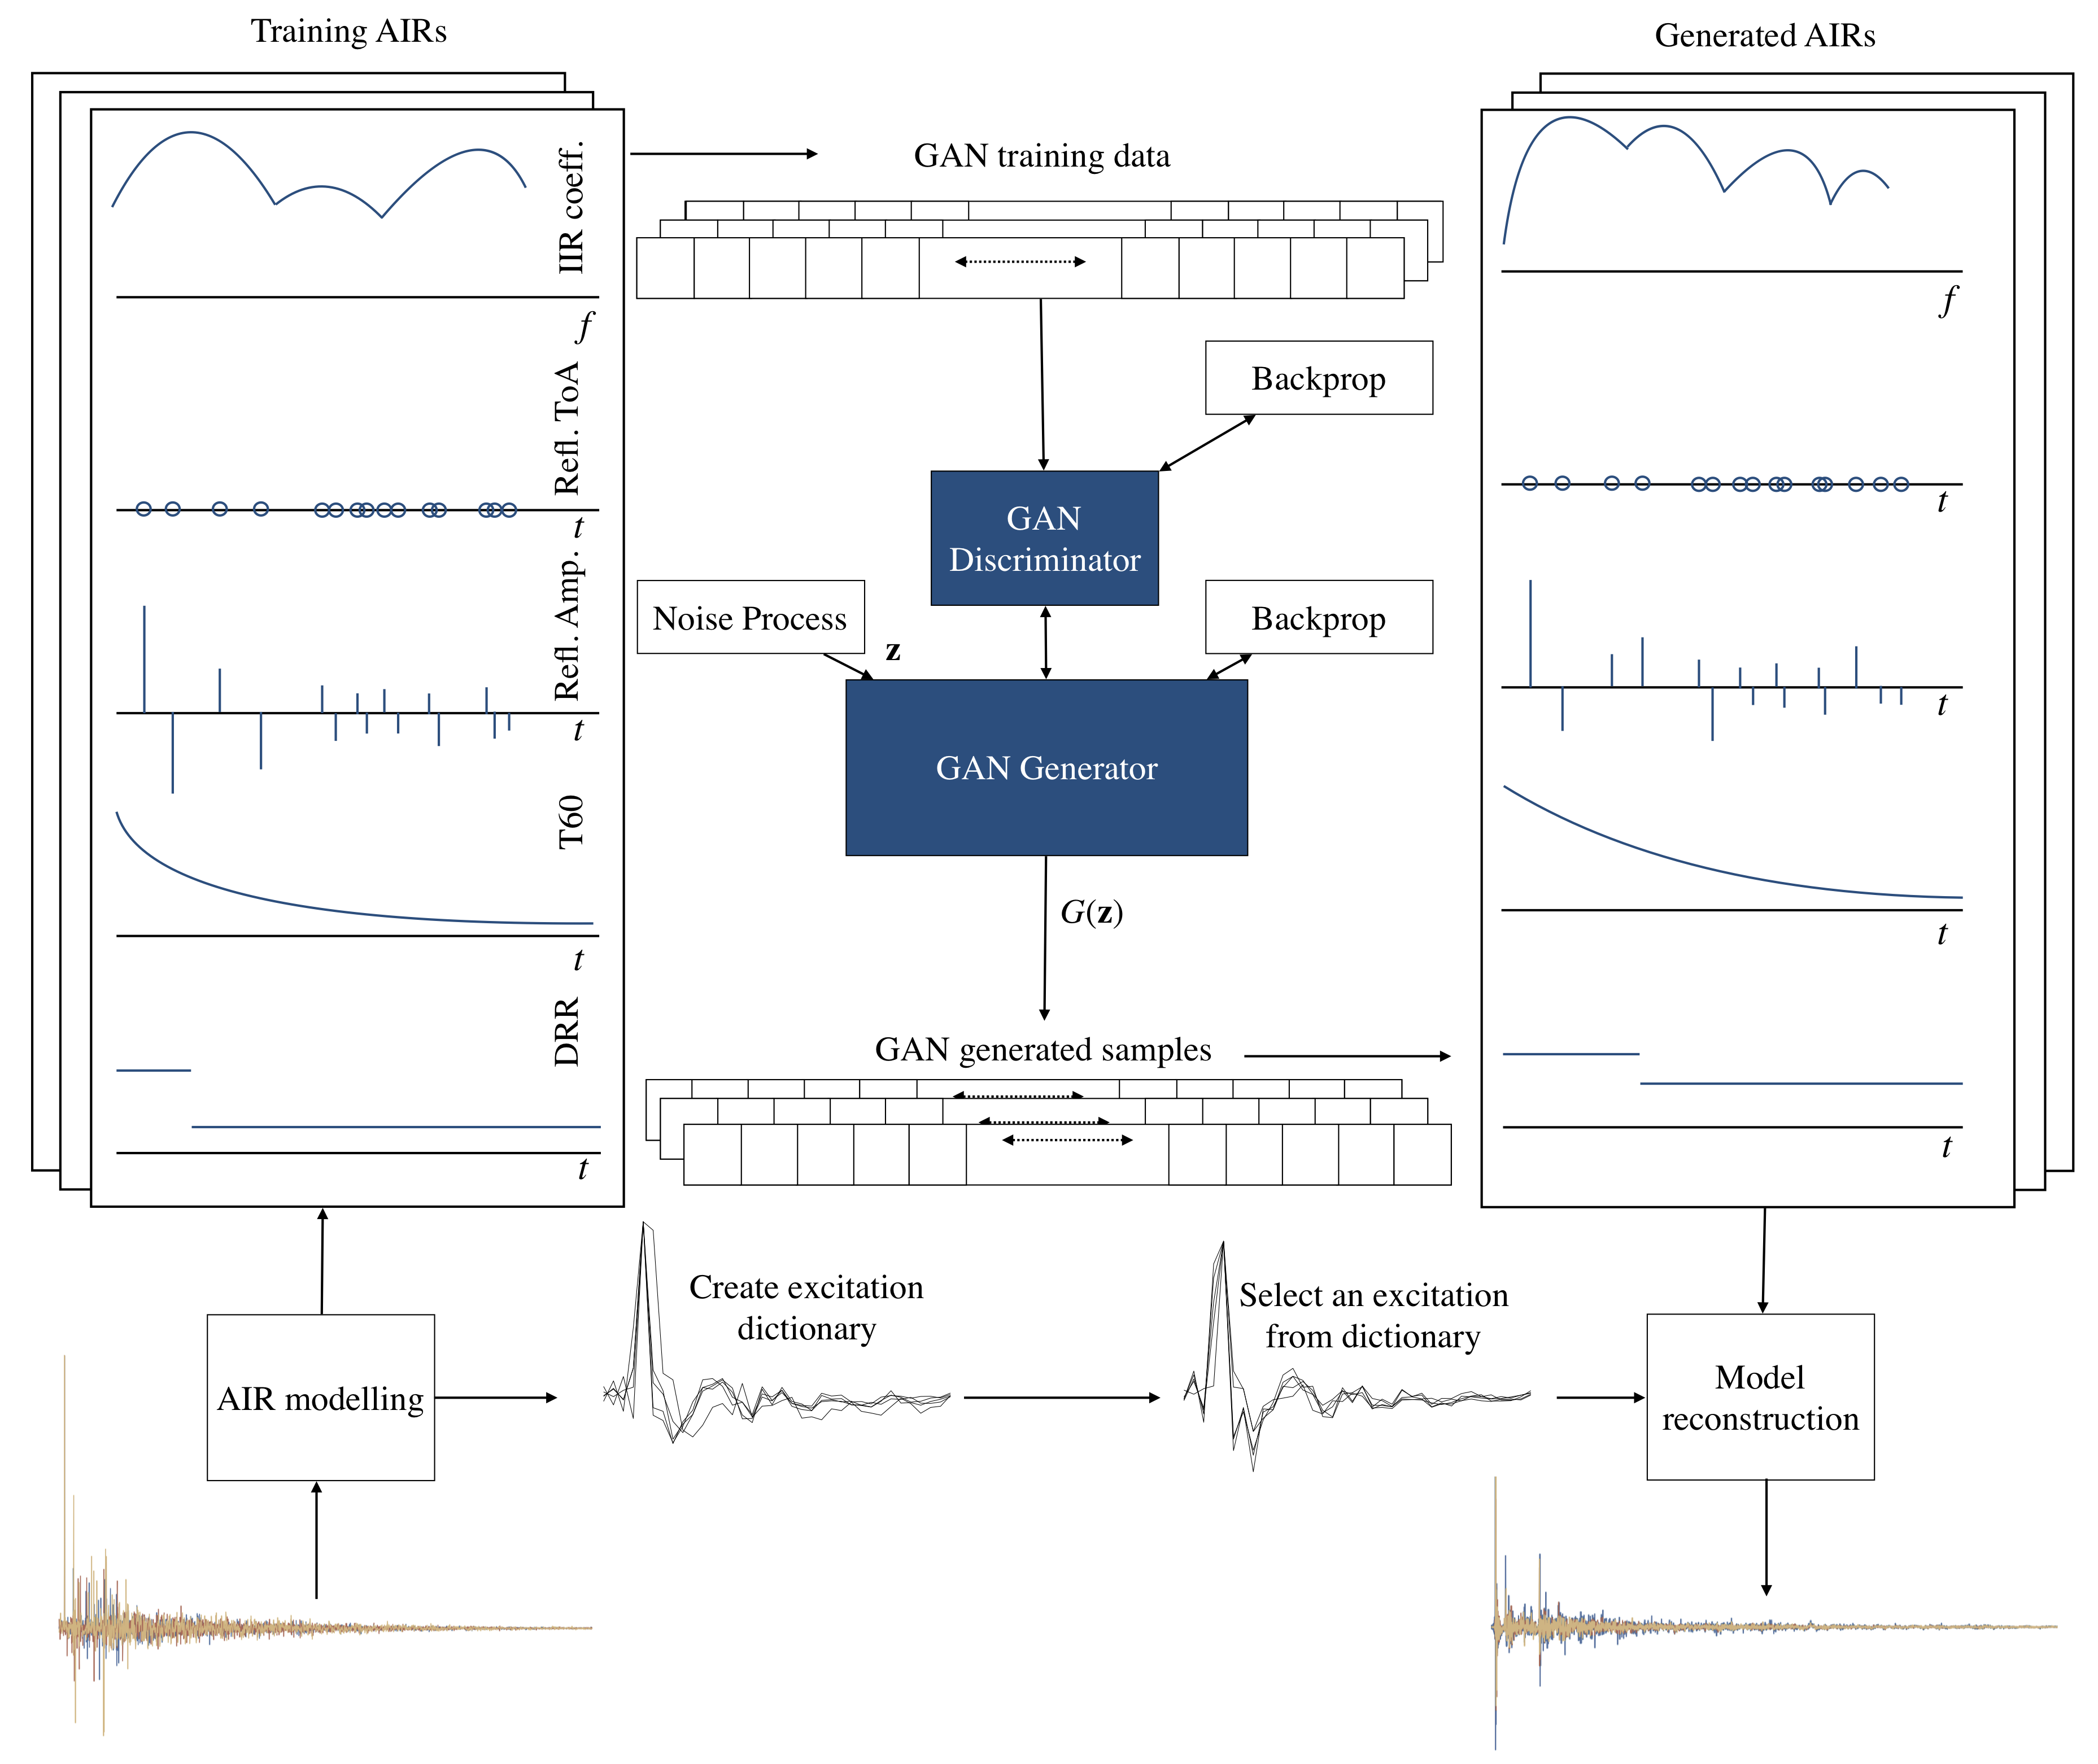 Training AIRs
IIR coeff.
f
Refl. ToA
t
Refl. Amp.
t
T60
t
DRR
t
GAN training data
Backprop
GAN
Discriminator
Noise Process
z
Backprop
GAN Generator
G(z)
GAN generated samples
Generated AIRs
f
t
t
t
t
AIR modelling
Create excitation
dictionary
Select an excitation
from dictionary
Model
reconstruction